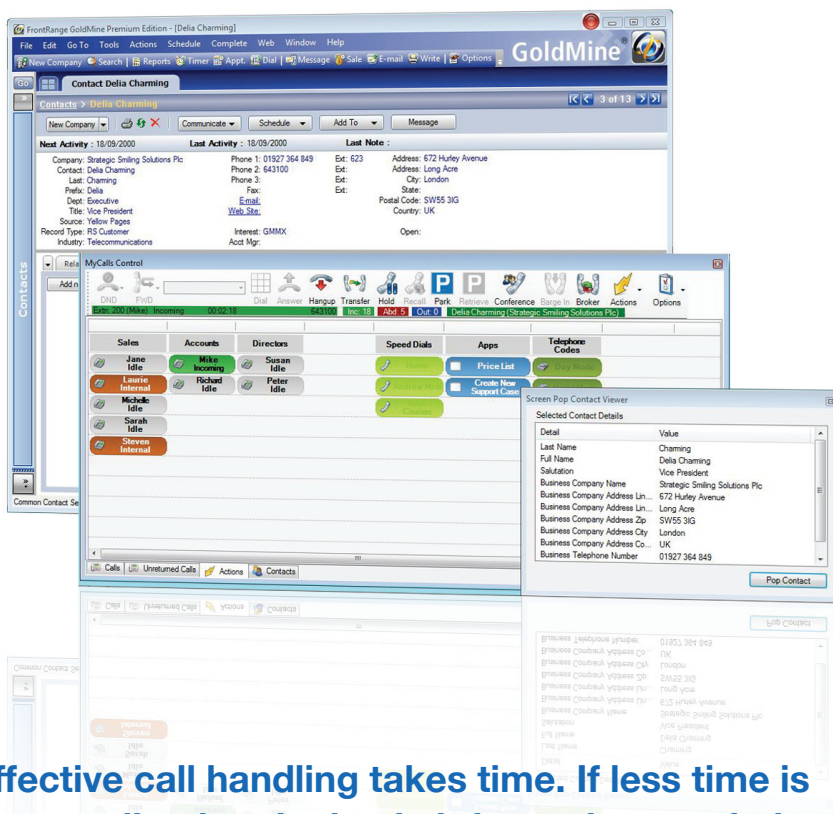 FrontRange GoldMine Premium Edition - [Delia Charming]
File Edit Go To Tools Actions Schedule Complete Web Window Help
New Company Search Reports Timer Appt. Dial Message Sale E-mail Write Options
GoldMine®
Go Contact Delia Charming
Contacts > Delia Charming 3 of 13
New Company Communicate Schedule Add To Message
Next Activity : 18/09/2000 Last Activity : 18/09/2000 Last Note :
Company: Strategic Smiling Solutions Plc Phone 1: 01927 364 849 Ext: 623 Address: 672 Hurley Avenue
Contact: Delia Charming Phone 2: 643100 Ext: Address: Long Acre
Last: Charming Phone 3: Ext: City: London
Prefix: Delia Fax: Ext: State:
Dept: Executive E-mail: Postal Code: SW55 3IG
Title: Vice President Web Site: Country: UK
Source: Yellow Pages
Record Type: RS Customer Interest: GMMX Open:
Industry: Telecommunications Acct Mgr:
Contacts
Rela
Add n
Common Contact Se
MyCalls Control
DND FWD Dial Answer Hangup Transfer Hold Recall Park Retrieve Conference Barge In Broker Actions Options
Extn: 200 (Mike) Incoming 00:02:18 643100 Inc: 18 Abd: 5 Out: 0 Delia Charming (Strategic Smiling Solutions Plc)
Sales Accounts Directors Speed Dials Apps Telephone Codes
Jane Idle Mike Incoming Susan Idle Home Price List Day Mode
Laurie Internal Richard Idle Peter Idle Create New Support Case
Michelle Idle
Sarah Idle
Steven Internal
Calls Unreturned Calls Actions Contacts
Screen Pop Contact Viewer
Selected Contact Details
Detail Value
Last Name Charming
Full Name Delia Charming
Salutation Vice President
Business Company Name Strategic Smiling Solutions Plc
Business Company Address Lin... 672 Hurley Avenue
Business Company Address Lin... Long Acre
Business Company Address Zip SW55 3IG
Business Company Address City London
Business Company Address Co... UK
Business Telephone Number 01927 364 849
Pop Contact
ffective call handling takes time. If less time is